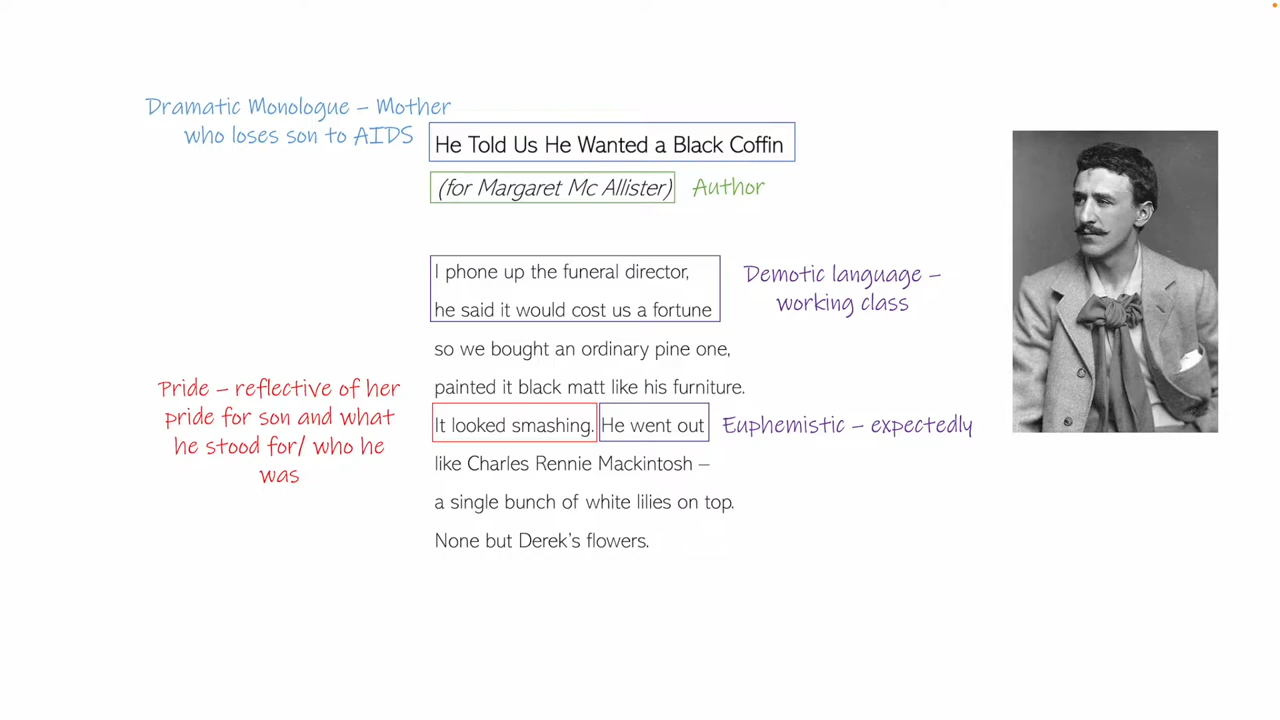 Dramatic Monologue – Mother
who loses son to AIDS
He Told Us He Wanted a Black Coffin
(for Margaret Mc Allister)
Author
I phone up the funeral director,
he said it would cost us a fortune
Demotic language –
working class
so we bought an ordinary pine one,
painted it black matt like his furniture.
Pride – reflective of her
pride for son and what
he stood for/ who he
was
It looked smashing. He went out
Euphemistic – expectedly
like Charles Rennie Mackintosh –
a single bunch of white lilies on top.
None but Derek's flowers.